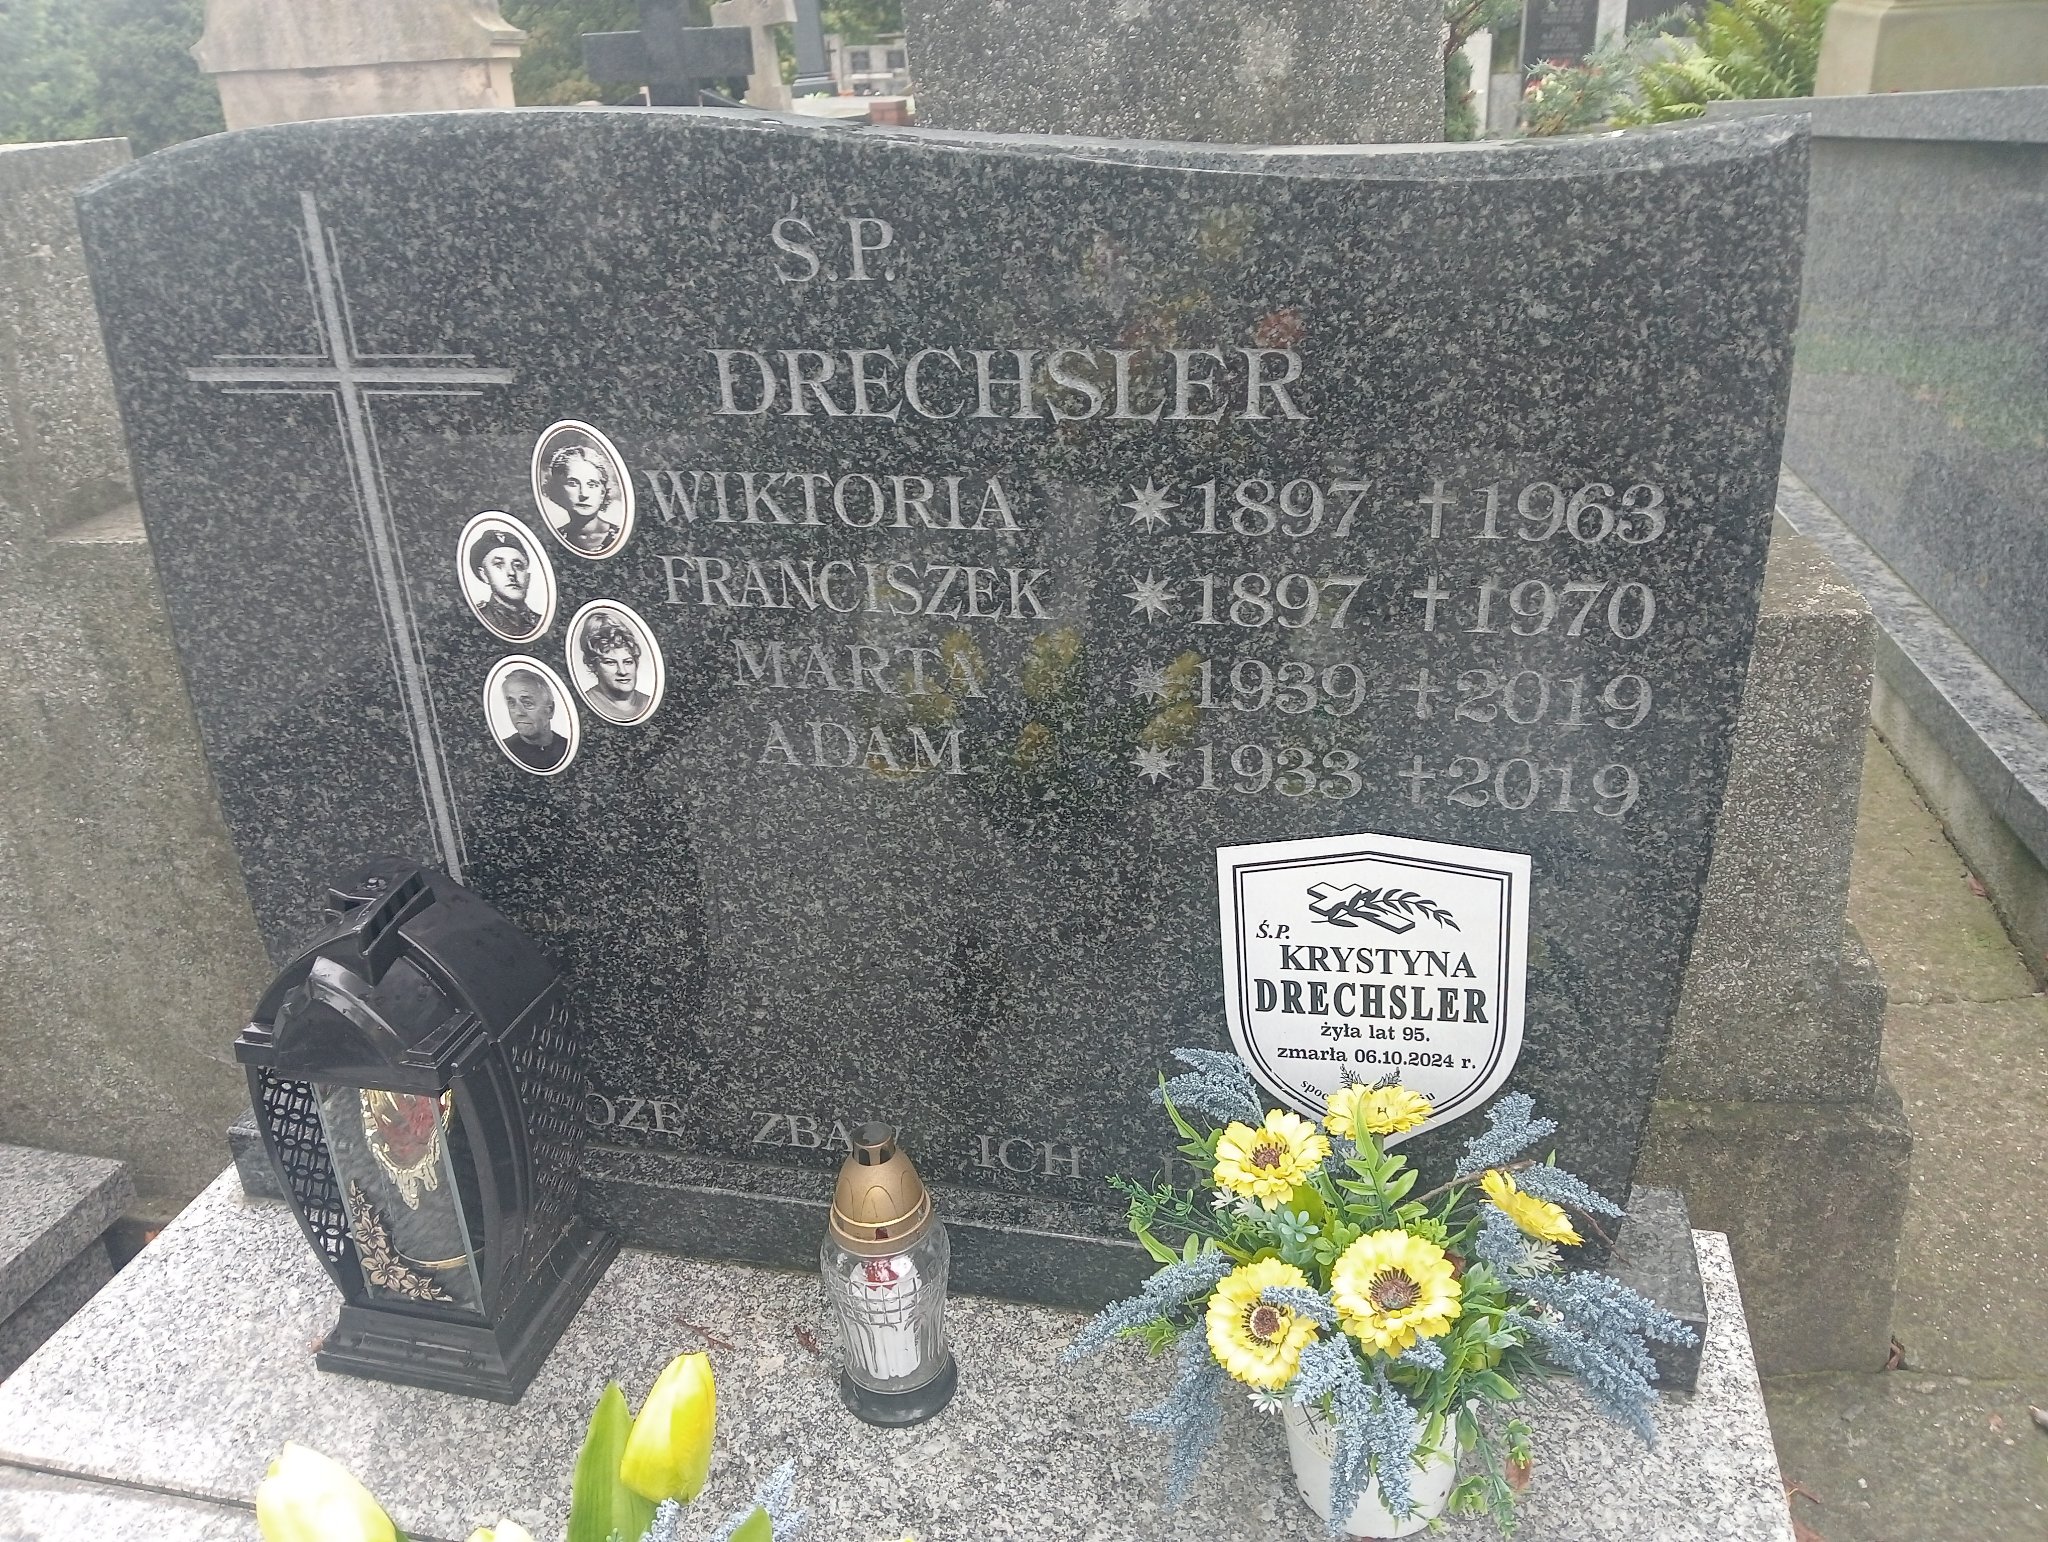 Ś.P.
DRECHSLER
WIKTORIA *1897 †1963
FRANCISZEK *1897 †1970
MARTA *1939 †2019
ADAM *1933 †2019
Ś.P.
KRYSTYNA
DRECHSLER
żyła lat 95.
zmarła 06.10.2024 r.
ICH